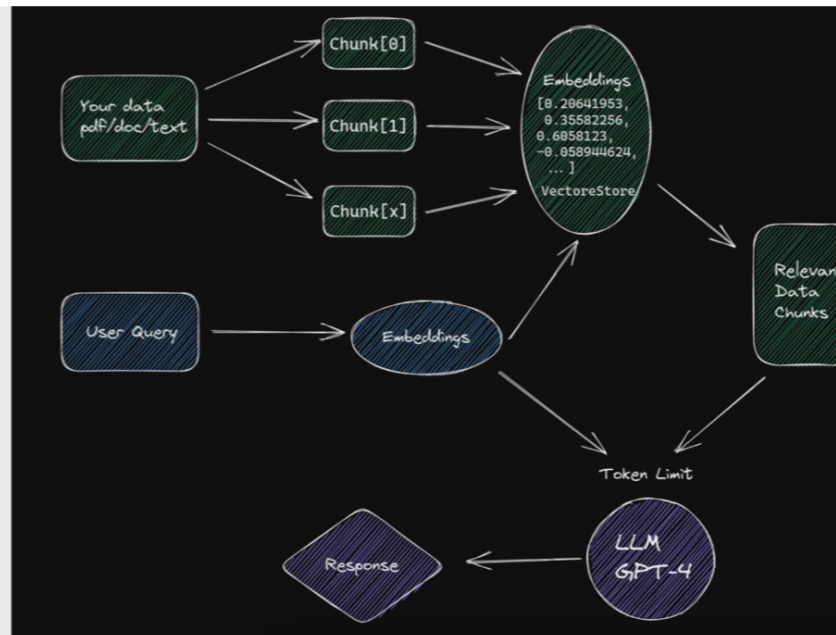 Chunk[0]
Embeddings
[0.20641953,
0.35582256,
0.6058123,
-0.058944624,
... ]
VectoreStore
Your data
pdf/doc/text
Chunk[1]
Chunk[x]
Relevan
Data
Chunks
User Query
Embeddings
Token Limit
LLM
GPT-4
Response